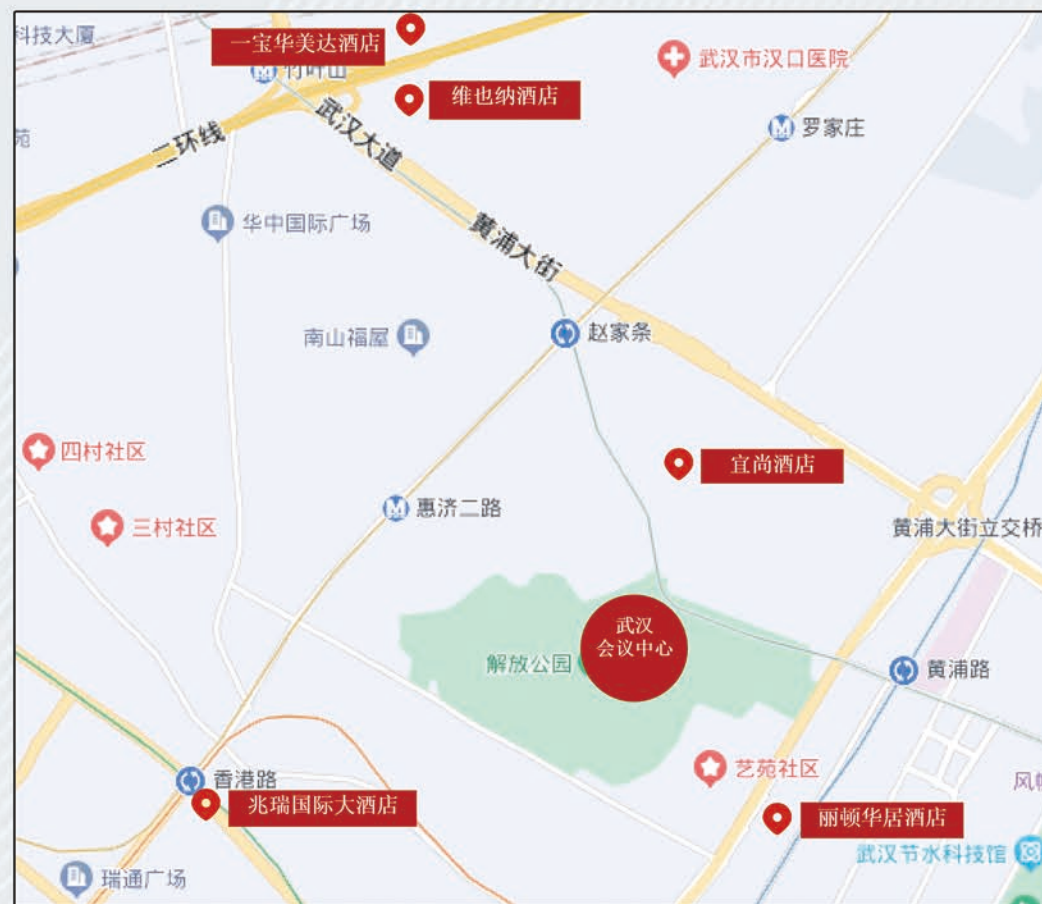 科技大厦
一宝华美达酒店
竹叶山
武汉市汉口医院
维也纳酒店
苑
二环线
武汉大道
罗家庄
华中国际广场
黄浦大街
南山福屋
赵家条
四村社区
宜尚酒店
三村社区
惠济二路
黄浦大街立交桥
武汉
会议中心
解放公园
黄浦路
香港路
艺苑社区
风
兆瑞国际大酒店
丽顿华居酒店
武汉节水科技馆
瑞通广场